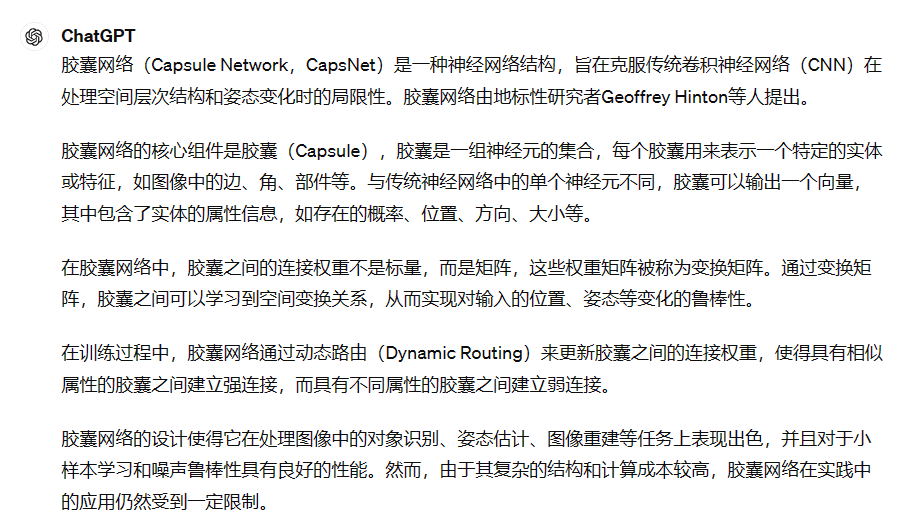 ChatGPT
胶囊网络（Capsule Network，CapsNet）是一种神经网络结构，旨在克服传统卷积神经网络（CNN）在
处理空间层次结构和姿态变化时的局限性。胶囊网络由地标性研究者Geoffrey Hinton等人提出。
胶囊网络的核心组件是胶囊（Capsule），胶囊是一组神经元的集合，每个胶囊用来表示一个特定的实体
或特征，如图像中的边、角、部件等。与传统神经网络中的单个神经元不同，胶囊可以输出一个向量，
其中包含了实体的属性信息，如存在的概率、位置、方向、大小等。
在胶囊网络中，胶囊之间的连接权重不是标量，而是矩阵，这些权重矩阵被称为变换矩阵。通过变换矩
阵，胶囊之间可以学习到空间变换关系，从而实现对输入的位置、姿态等变化的鲁棒性。
在训练过程中，胶囊网络通过动态路由（Dynamic Routing）来更新胶囊之间的连接权重，使得具有相似
属性的胶囊之间建立强连接，而具有不同属性的胶囊之间建立弱连接。
胶囊网络的设计使得它在处理图像中的对象识别、姿态估计、图像重建等任务上表现出色，并且对于小
样本学习和噪声鲁棒性具有良好的性能。然而，由于其复杂的结构和计算成本较高，胶囊网络在实践中
的应用仍然受到一定限制。